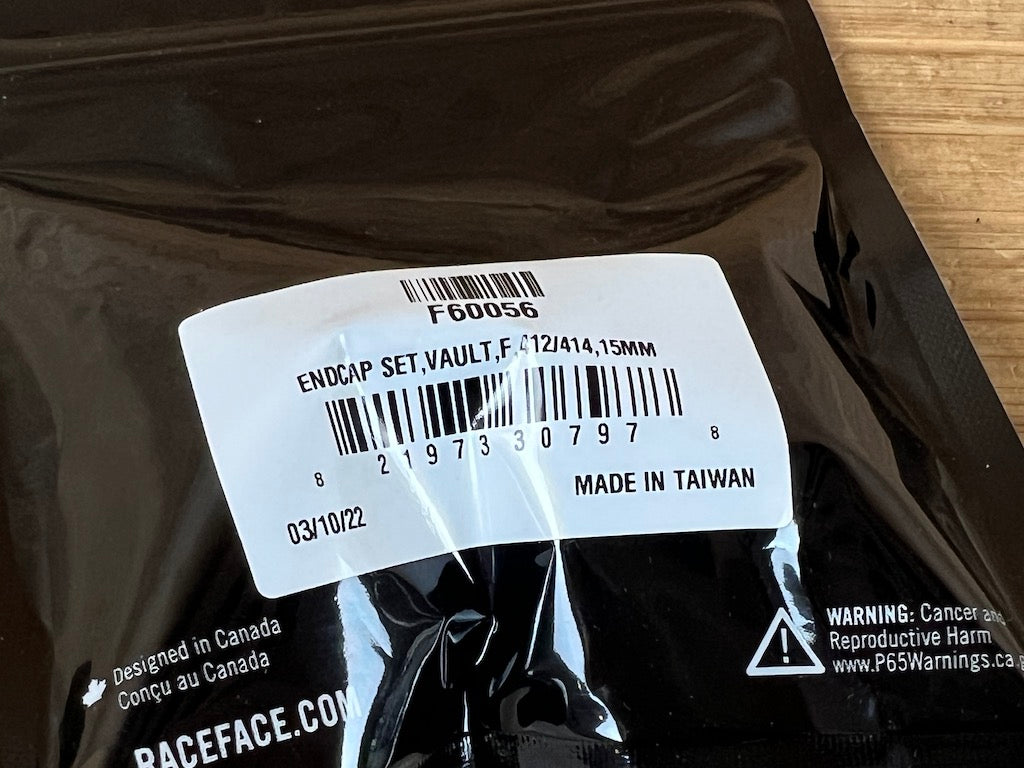 F60056
ENDCAP SET,VAULT,F,412/414,15MM
8 21973 30797 8
03/10/22
MADE IN TAIWAN
Designed in Canada
Conçu au Canada
RACEFACE.COM
WARNING: Cancer and
Reproductive Harm
www.P65Warnings.ca.